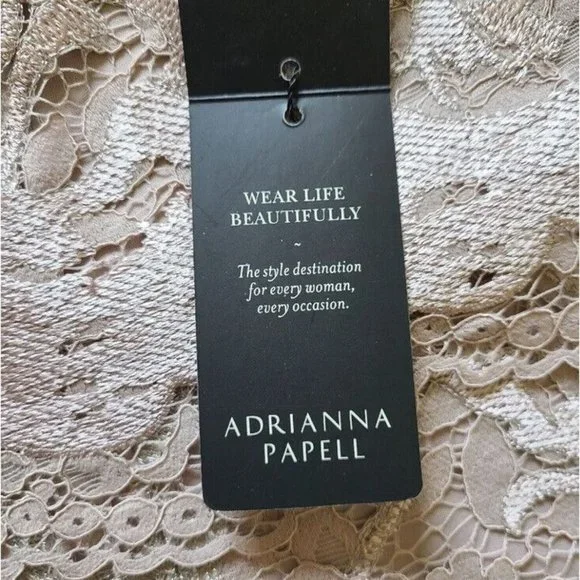 WEAR LIFE
BEAUTIFULLY
~
The style destination
for every woman,
every occasion.
ADRIANNA
PAPELL